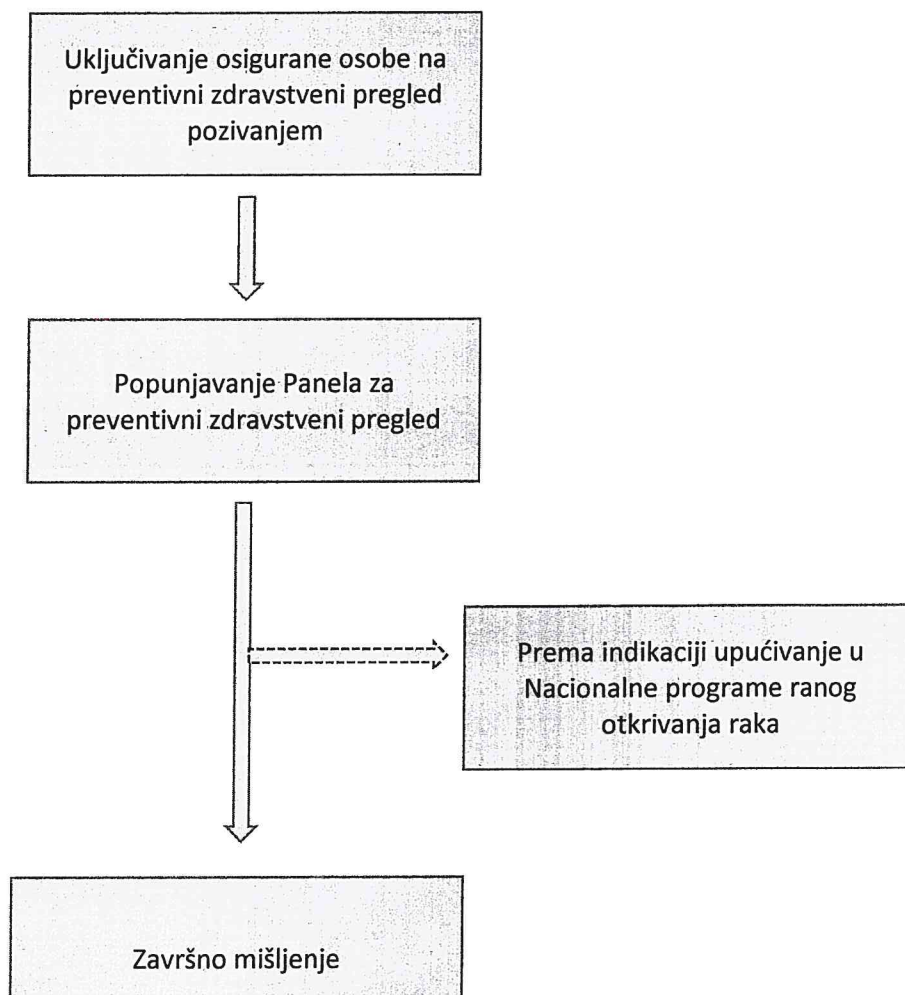 Uključivanje osigurane osobe na
preventivni zdravstveni pregled
pozivanjem
Popunjavanje Panela za
preventivni zdravstveni pregled
Prema indikaciji upućivanje u
Nacionalne programe ranog
otkrivanja raka
Završno mišljenje